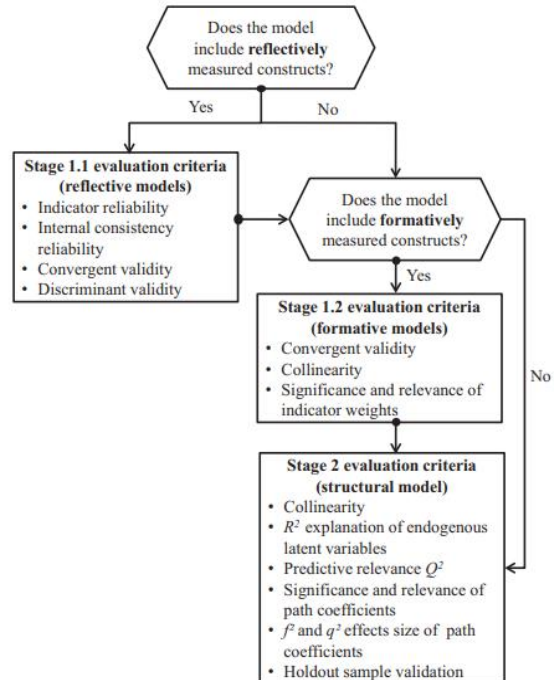 Does the model
include reflectively
measured constructs?
Yes
No
Stage 1.1 evaluation criteria
(reflective models)
• Indicator reliability
• Internal consistency
reliability
• Convergent validity
• Discriminant validity
Does the model
include formatively
measured constructs?
Yes
No
Stage 1.2 evaluation criteria
(formative models)
• Convergent validity
• Collinearity
• Significance and relevance of
indicator weights
Stage 2 evaluation criteria
(structural model)
• Collinearity
• R² explanation of endogenous
latent variables
• Predictive relevance Q²
• Significance and relevance of
path coefficients
• f² and q² effects size of path
coefficients
• Holdout sample validation